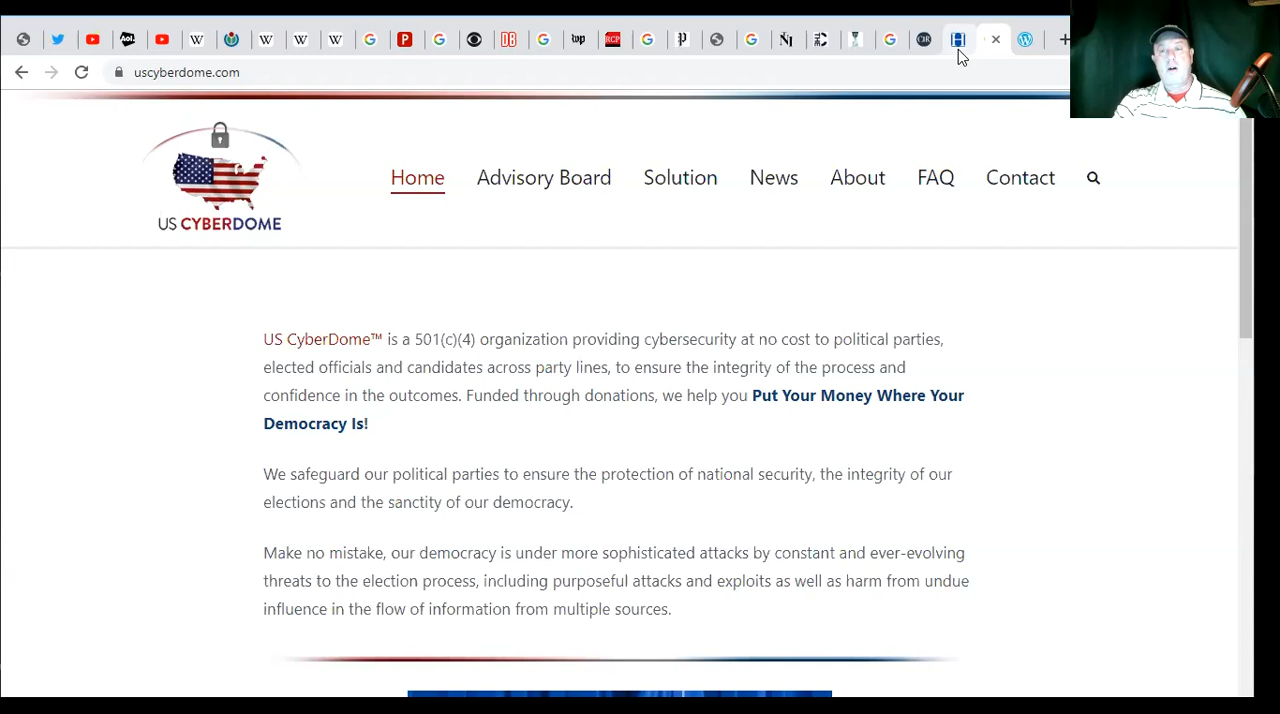 Aol.
W
W
W
W
G
P
G
DB
G
wp
RCP
G
G
G
CJR
H
uscyberdome.com
US CYBERDOME
Home Advisory Board Solution News About FAQ Contact
US CyberDome™ is a 501(c)(4) organization providing cybersecurity at no cost to political parties,
elected officials and candidates across party lines, to ensure the integrity of the process and
confidence in the outcomes. Funded through donations, we help you Put Your Money Where Your
Democracy Is!
We safeguard our political parties to ensure the protection of national security, the integrity of our
elections and the sanctity of our democracy.
Make no mistake, our democracy is under more sophisticated attacks by constant and ever-evolving
threats to the election process, including purposeful attacks and exploits as well as harm from undue
influence in the flow of information from multiple sources.